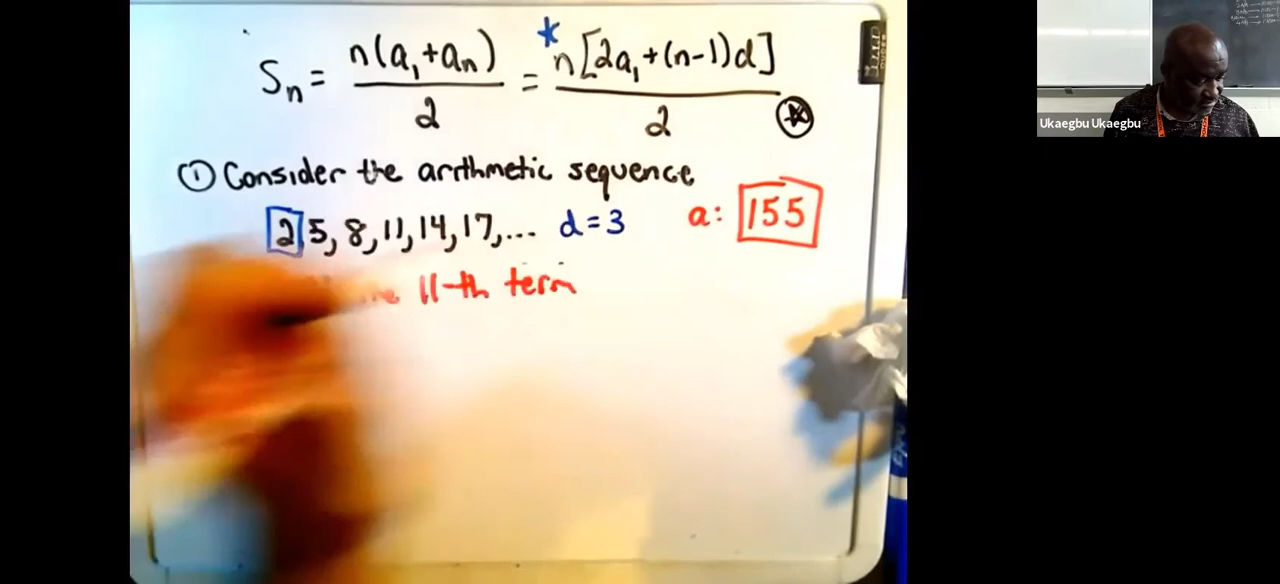 Sn = n(a₁+an)/2 = *n[2a₁+(n-1)d]/2 ⊛
① Consider the arithmetic sequence
2 5, 8, 11, 14, 17, ... d=3 a: 155
11-th term
Ukaegbu Ukaegbu